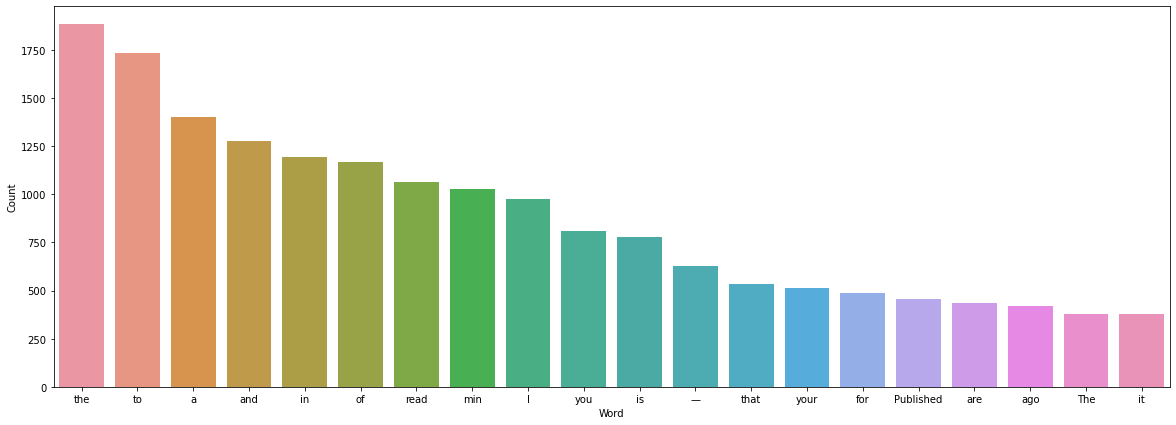 1750
1500
1250
1000
750
500
250
0
Count
the to a and in of read min I you is — that your for Published are ago The it
Word